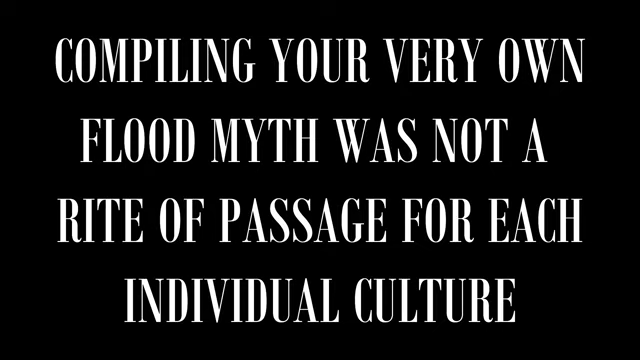 COMPILING YOUR VERY OWN
FLOOD MYTH WAS NOT A
RITE OF PASSAGE FOR EACH
INDIVIDUAL CULTURE